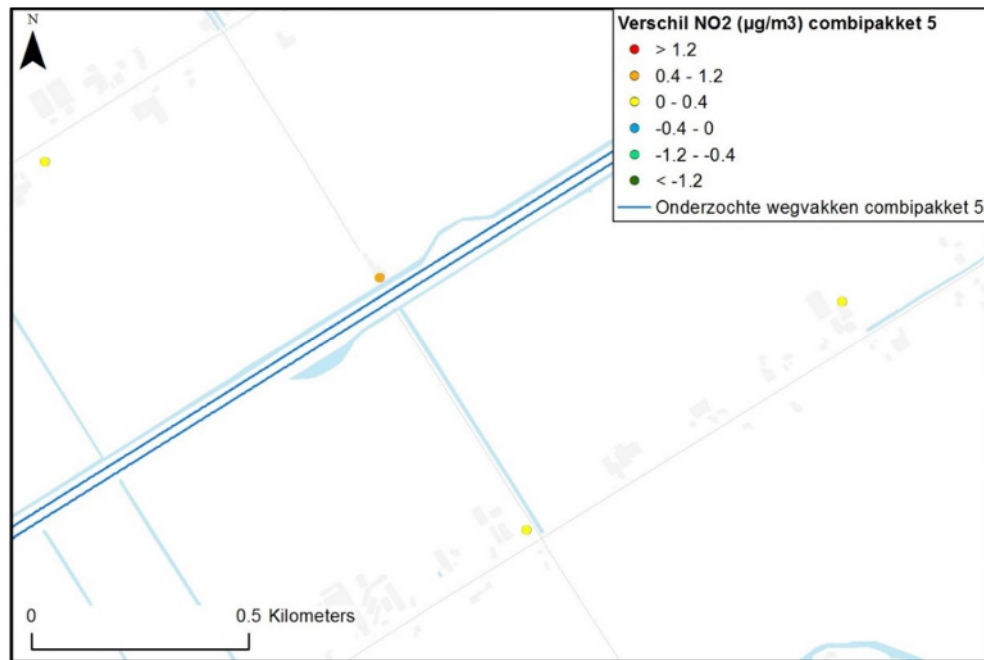 N
Verschil NO2 (µg/m3) combipakket 5
> 1.2
0.4 - 1.2
0 - 0.4
-0.4 - 0
-1.2 - -0.4
< -1.2
Onderzochte wegvakken combipakket 5
0 0.5 Kilometers